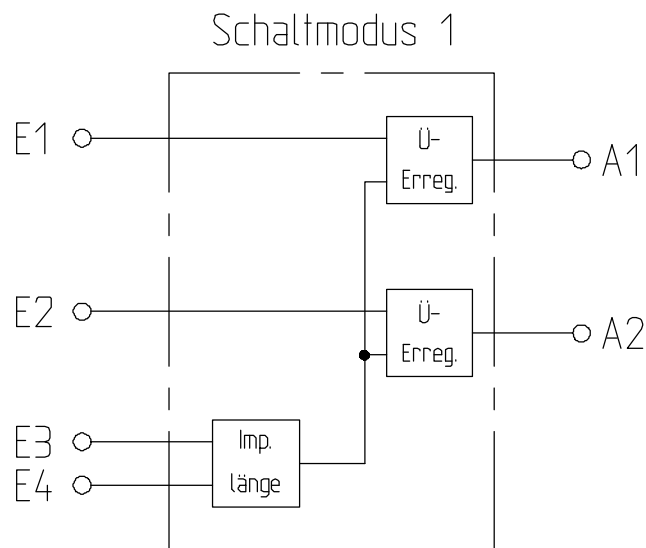 Schaltmodus 1
E1
Ü-
Erreg.
A1
E2
Ü-
Erreg.
A2
E3
E4
Imp.
länge